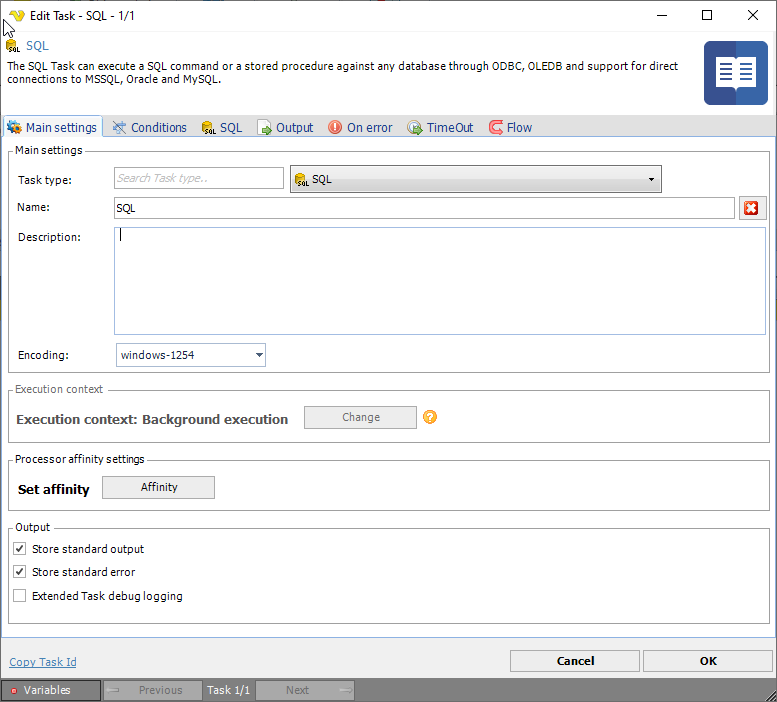 Edit Task - SQL - 1/1
SQL
SQL
The SQL Task can execute a SQL command or a stored procedure against any database through ODBC, OLEDB and support for direct
connections to MSSQL, Oracle and MySQL.
Main settings Conditions SQL SQL Output On error TimeOut Flow
Main settings
Task type: Search Task type.. SQL SQL
Name: SQL
Description:
Encoding: windows-1254
Execution context
Execution context: Background execution Change ?
Processor affinity settings
Set affinity Affinity
Output
Store standard output
Store standard error
Extended Task debug logging
Copy Task Id Cancel OK
Variables Previous Task 1/1 Next